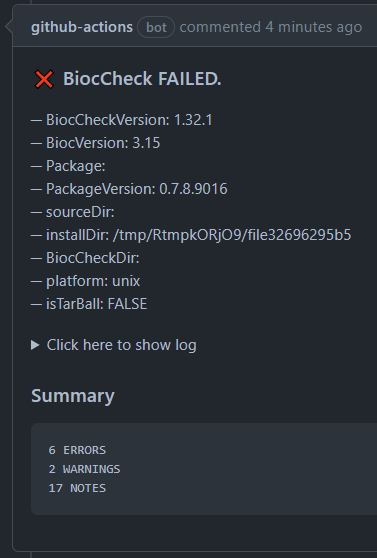 github-actions bot commented 4 minutes ago
❌ BiocCheck FAILED.
— BiocCheckVersion: 1.32.1
— BiocVersion: 3.15
— Package:
— PackageVersion: 0.7.8.9016
— sourceDir:
— installDir: /tmp/RtmpkORjO9/file32696295b5
— BiocCheckDir:
— platform: unix
— isTarBall: FALSE
▶ Click here to show log
Summary
6 ERRORS
2 WARNINGS
17 NOTES